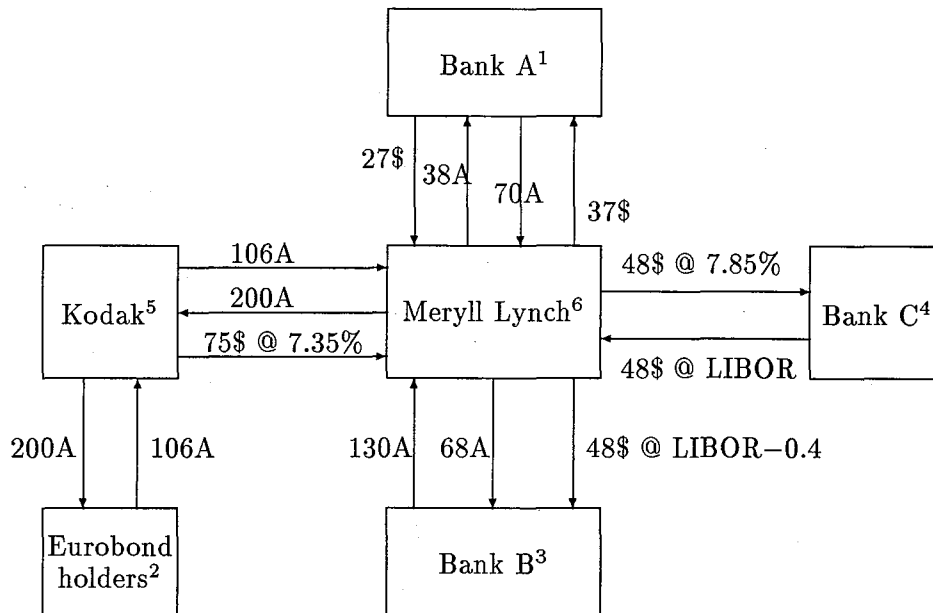 Bank A¹
27$
38A
70A
37$
106A
200A
75$ @ 7.35%
Kodak⁵
Meryll Lynch⁶
48$ @ 7.85%
48$ @ LIBOR
Bank C⁴
200A
106A
130A
68A
48$ @ LIBOR−0.4
Eurobond
holders²
Bank B³